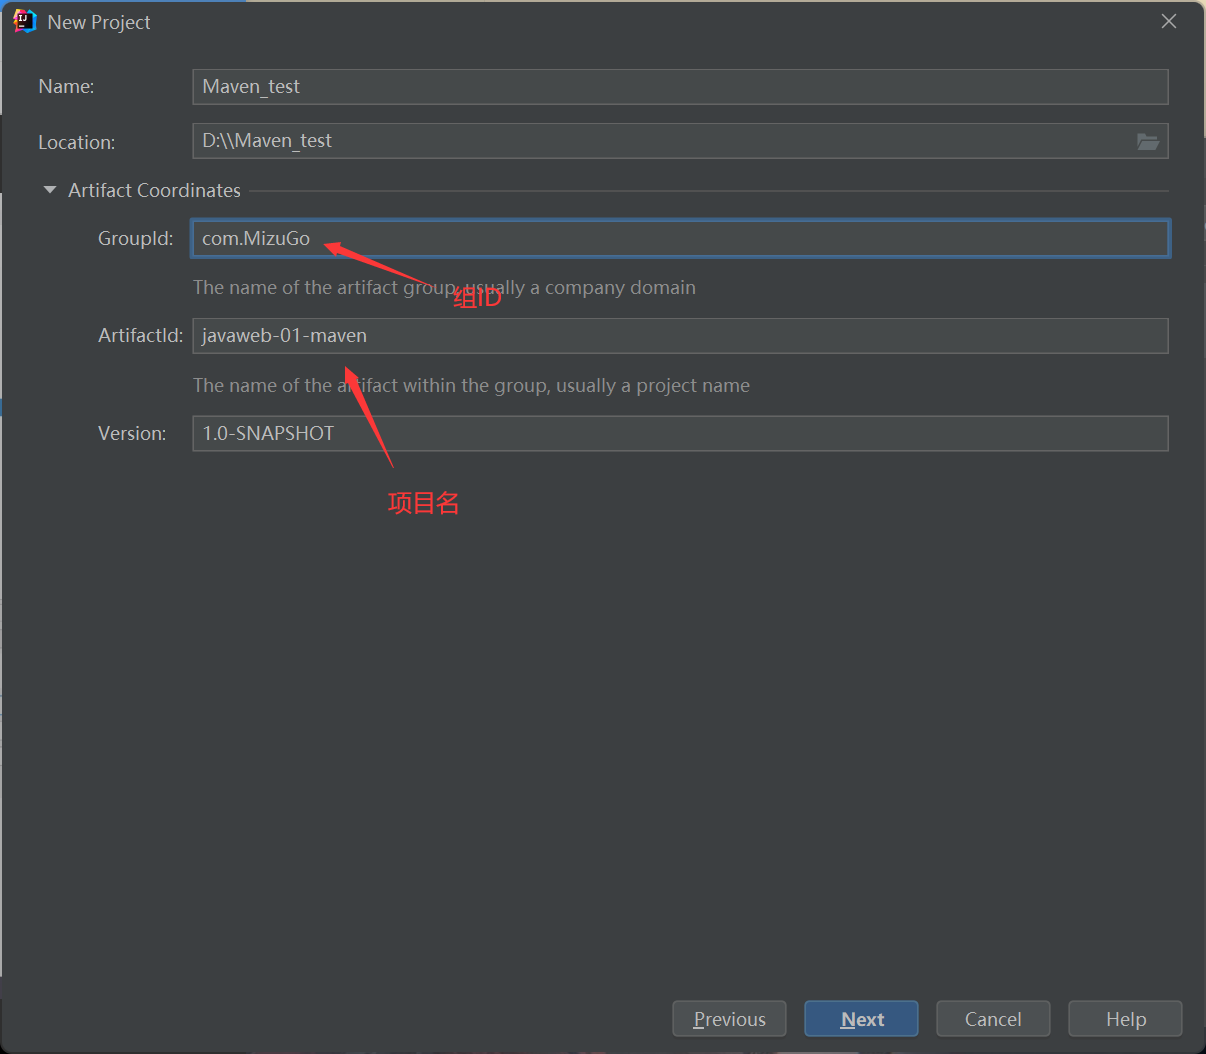 New Project
Name: Maven_test
Location: D:\\Maven_test
Artifact Coordinates
GroupId: com.MizuGo
The name of the artifact group, usually a company domain
组ID
ArtifactId: javaweb-01-maven
The name of the artifact within the group, usually a project name
Version: 1.0-SNAPSHOT
项目名
Previous Next Cancel Help